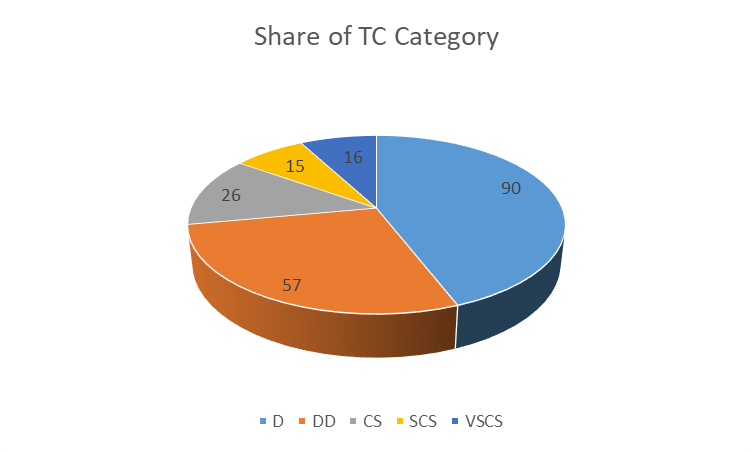 Share of TC Category
16
15
90
26
57
D DD CS SCS VSCS